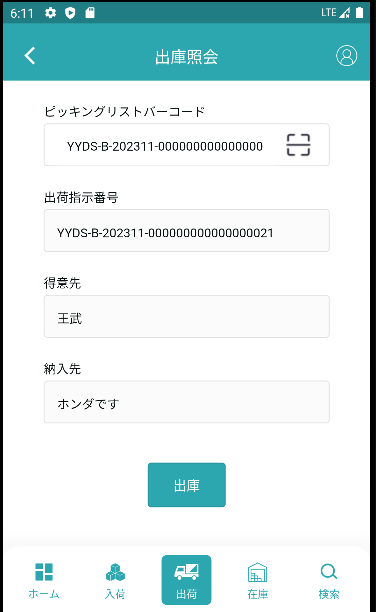 6:11
LTE
出庫照会
ピッキングリストバーコード
YYDS-B-202311-000000000000000
出荷指示番号
YYDS-B-202311-000000000000000021
得意先
王武
納入先
ホンダです
出庫
ホーム 入荷 出荷 在庫 検索